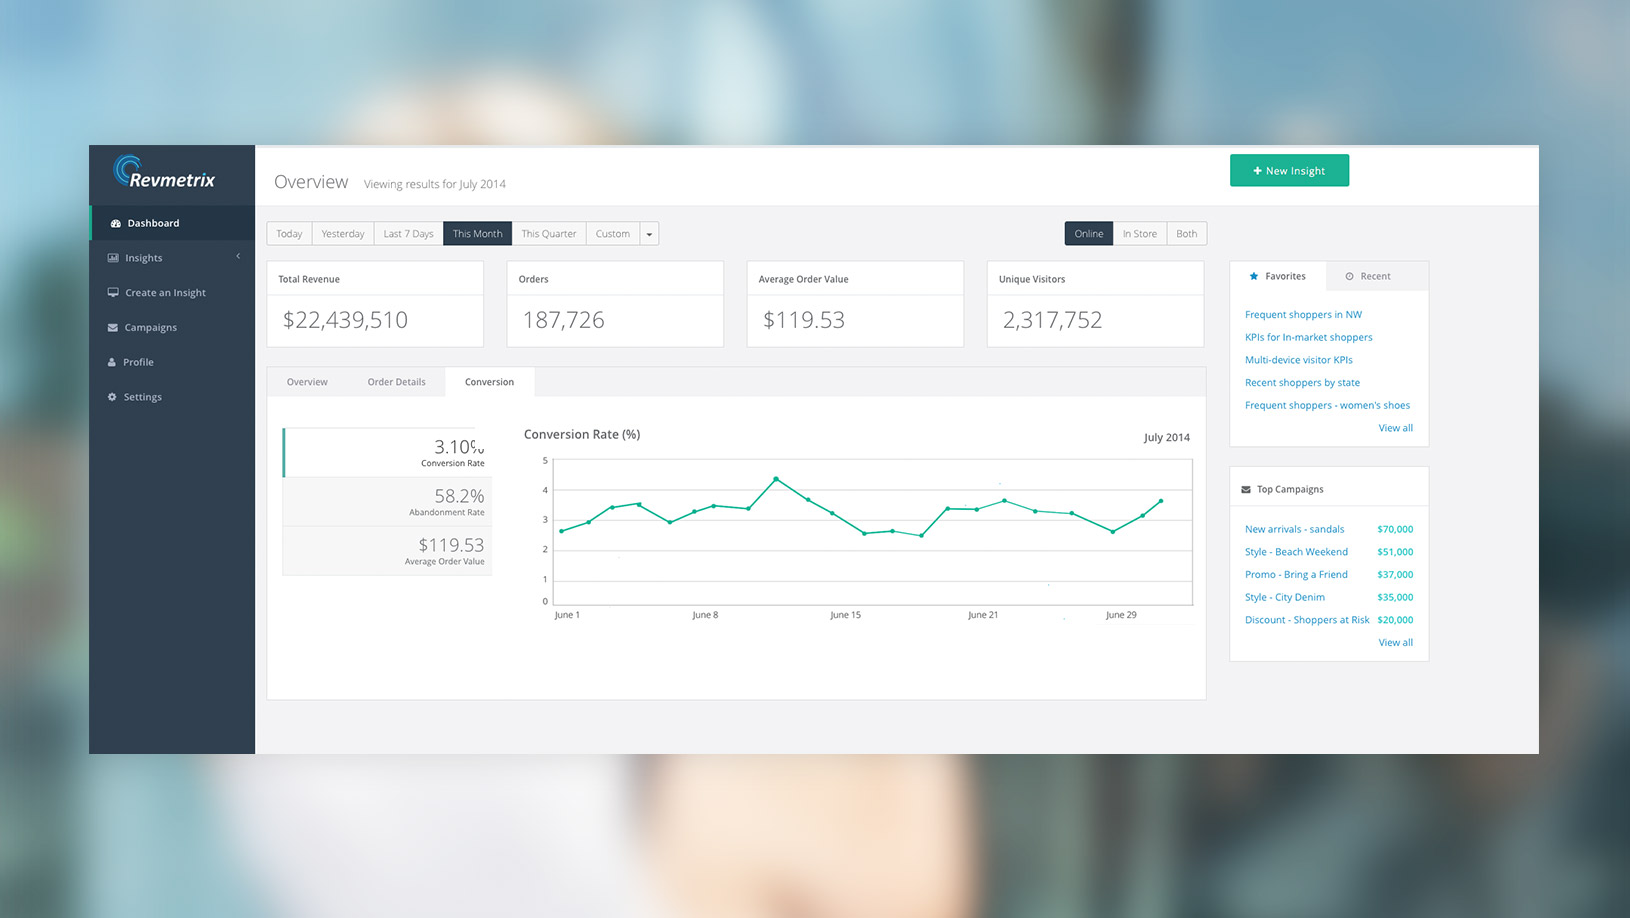 Revmetrix
Overview Viewing results for July 2014
+ New Insight
Dashboard
Insights
Create an Insight
Campaigns
Profile
Settings
Today Yesterday Last 7 Days This Month This Quarter Custom
Online In Store Both
Total Revenue
$22,439,510
Orders
187,726
Average Order Value
$119.53
Unique Visitors
2,317,752
Overview Order Details Conversion
3.10%
Conversion Rate
58.2%
Abandonment Rate
$119.53
Average Order Value
Conversion Rate (%)
July 2014
5
4
3
2
1
0
June 1 June 8 June 15 June 21 June 29
Favorites Recent
Frequent shoppers in NW
KPIs for In-market shoppers
Multi-device visitor KPIs
Recent shoppers by state
Frequent shoppers - women's shoes
View all
Top Campaigns
New arrivals - sandals $70,000
Style - Beach Weekend $51,000
Promo - Bring a Friend $37,000
Style - City Denim $35,000
Discount - Shoppers at Risk $20,000
View all